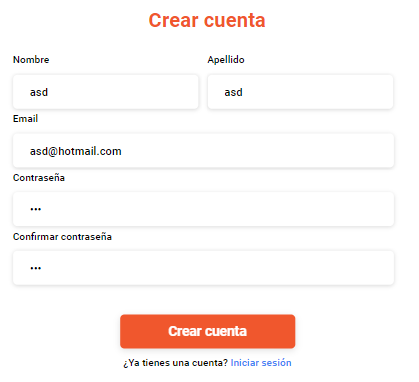 Crear cuenta
Nombre Apellido
asd asd
Email
asd@hotmail.com
Contraseña
•••
Confirmar contraseña
•••
Crear cuenta
¿Ya tienes una cuenta? Iniciar sesión